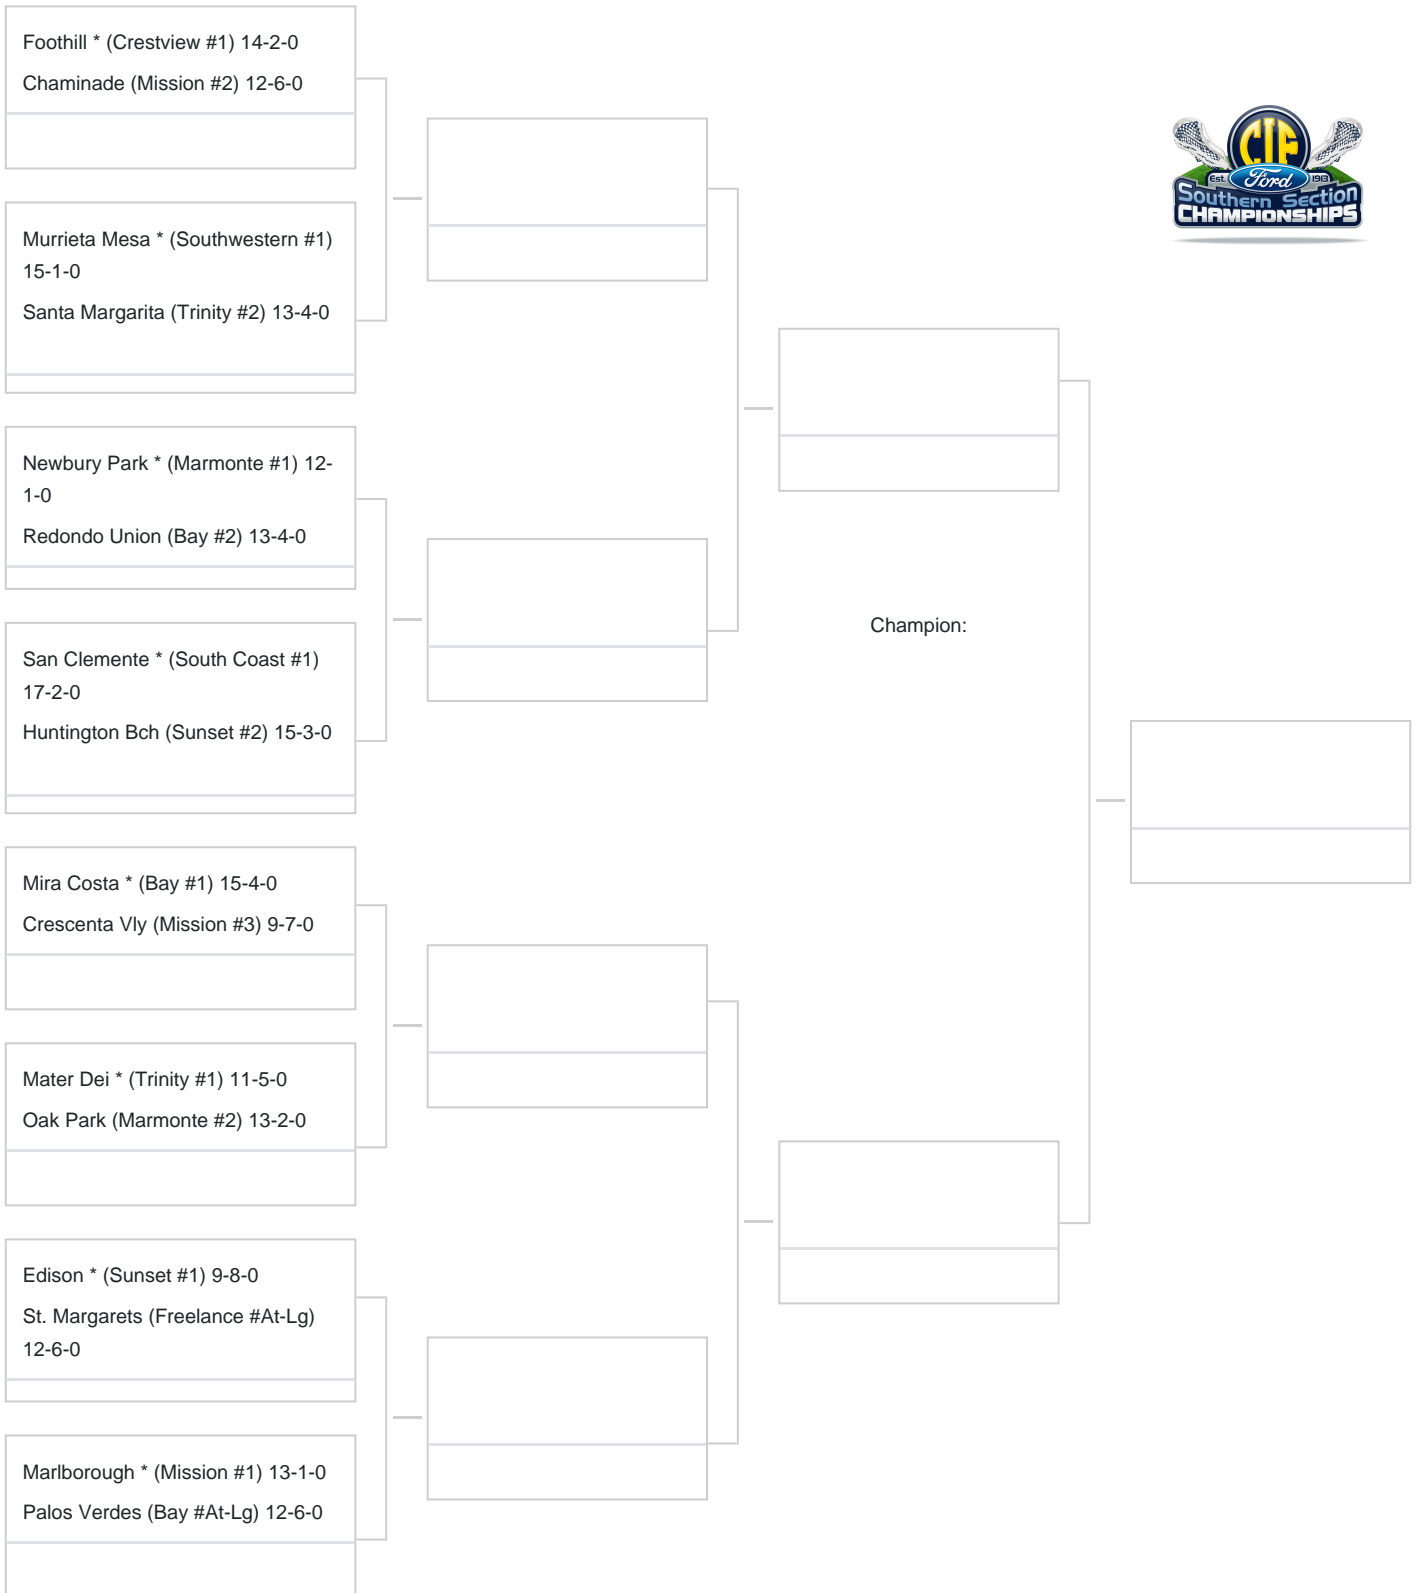 Foothill * (Crestview #1) 14-2-0
Chaminade (Mission #2) 12-6-0
Murrieta Mesa * (Southwestern #1)
15-1-0
Santa Margarita (Trinity #2) 13-4-0
Newbury Park * (Marmonte #1) 12-
1-0
Redondo Union (Bay #2) 13-4-0
San Clemente * (South Coast #1)
17-2-0
Huntington Bch (Sunset #2) 15-3-0
Mira Costa * (Bay #1) 15-4-0
Crescenta Vly (Mission #3) 9-7-0
Mater Dei * (Trinity #1) 11-5-0
Oak Park (Marmonte #2) 13-2-0
Edison * (Sunset #1) 9-8-0
St. Margarets (Freelance #At-Lg)
12-6-0
Marlborough * (Mission #1) 13-1-0
Palos Verdes (Bay #At-Lg) 12-6-0
CIF
Est. Ford 1913
Southern Section
CHAMPIONSHIPS
Champion: